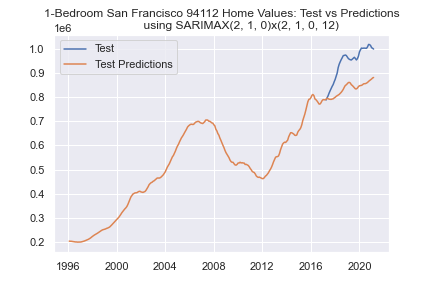 1-Bedroom San Francisco 94112 Home Values: Test vs Predictions
using SARIMAX(2, 1, 0)x(2, 1, 0, 12)
1e6
Test
Test Predictions
1.0
0.9
0.8
0.7
0.6
0.5
0.4
0.3
0.2
1996 2000 2004 2008 2012 2016 2020